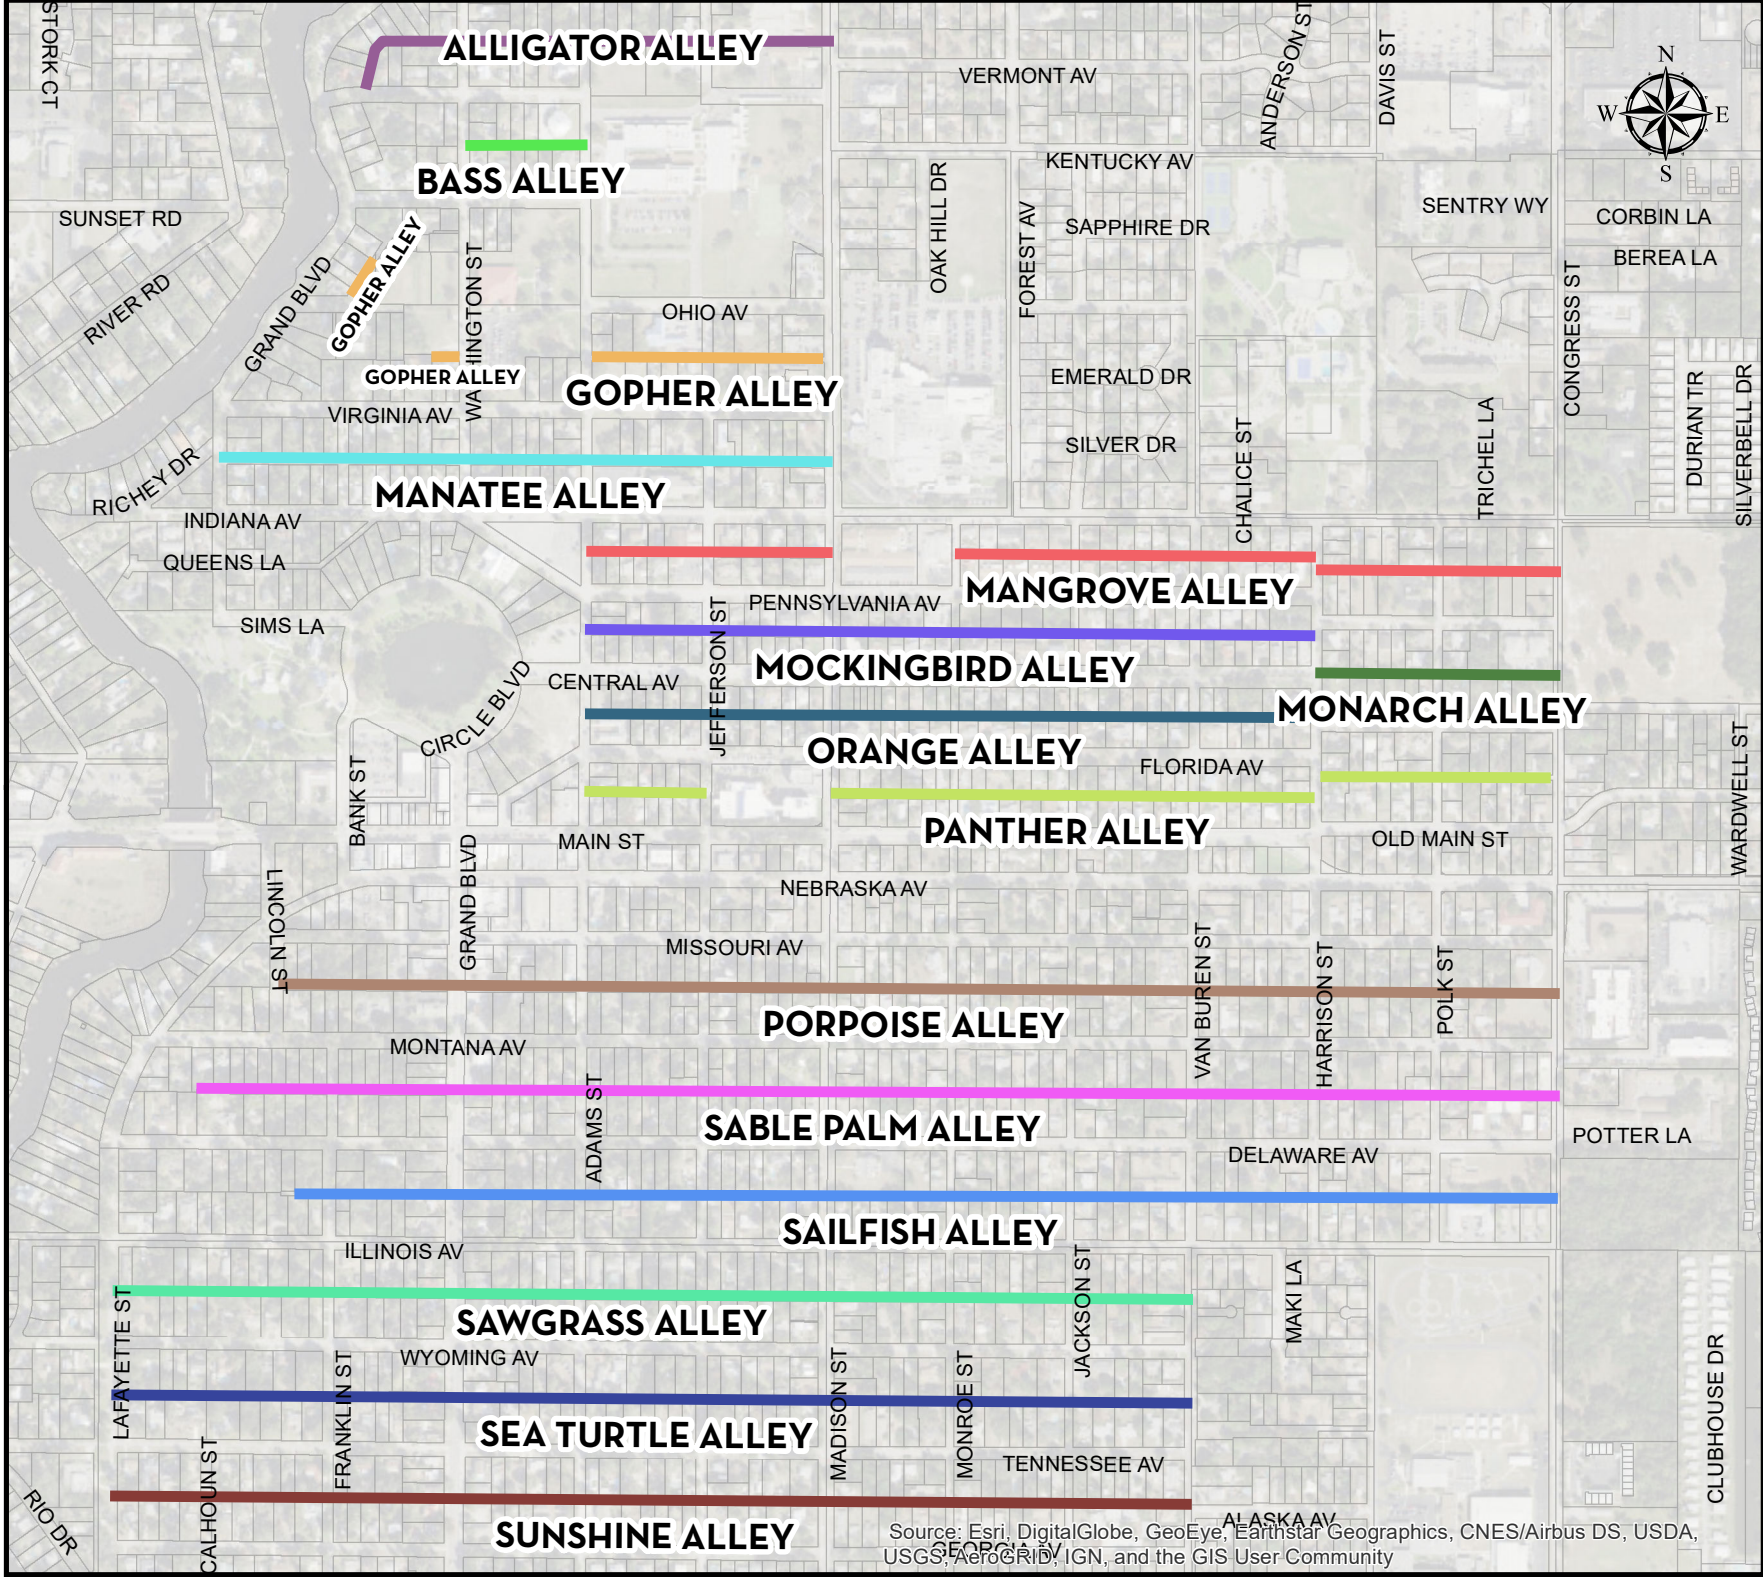 STORK CT
ALLIGATOR ALLEY
VERMONT AV
ANDERSON ST
DAVIS ST
N
W
E
S
BASS ALLEY
KENTUCKY AV
OAK HILL DR
FOREST AV
SAPPHIRE DR
SENTRY WY
CORBIN LA
SUNSET RD
BEREA LA
RIVER RD
GRAND BLVD
GOPHER ALLEY
WASHINGTON ST
OHIO AV
CONGRESS ST
GOPHER ALLEY
GOPHER ALLEY
EMERALD DR
VIRGINIA AV
SILVER DR
CHALICE ST
TRICHEL LA
DURIAN TR
SILVERBELL DR
RICHEY DR
MANATEE ALLEY
INDIANA AV
QUEENS LA
MANGROVE ALLEY
PENNSYLVANIA AV
SIMS LA
JEFFERSON ST
MOCKINGBIRD ALLEY
CENTRAL AV
CIRCLE BLVD
MONARCH ALLEY
ORANGE ALLEY
FLORIDA AV
BANK ST
WARDWELL ST
PANTHER ALLEY
MAIN ST
OLD MAIN ST
LINCOLN ST
GRAND BLVD
NEBRASKA AV
MISSOURI AV
VAN BUREN ST
HARRISON ST
POLK ST
PORPOISE ALLEY
MONTANA AV
ADAMS ST
SABLE PALM ALLEY
POTTER LA
DELAWARE AV
SAILFISH ALLEY
ILLINOIS AV
JACKSON ST
MAKI LA
LAFAYETTE ST
SAWGRASS ALLEY
WYOMING AV
FRANKLIN ST
MADISON ST
MONROE ST
CLUBHOUSE DR
SEA TURTLE ALLEY
TENNESSEE AV
CALHOUN ST
RIO DR
SUNSHINE ALLEY
ALASKA AV
GEORGIA AV
Source: Esri, DigitalGlobe, GeoEye, Earthstar Geographics, CNES/Airbus DS, USDA,
USGS, AeroGRID, IGN, and the GIS User Community